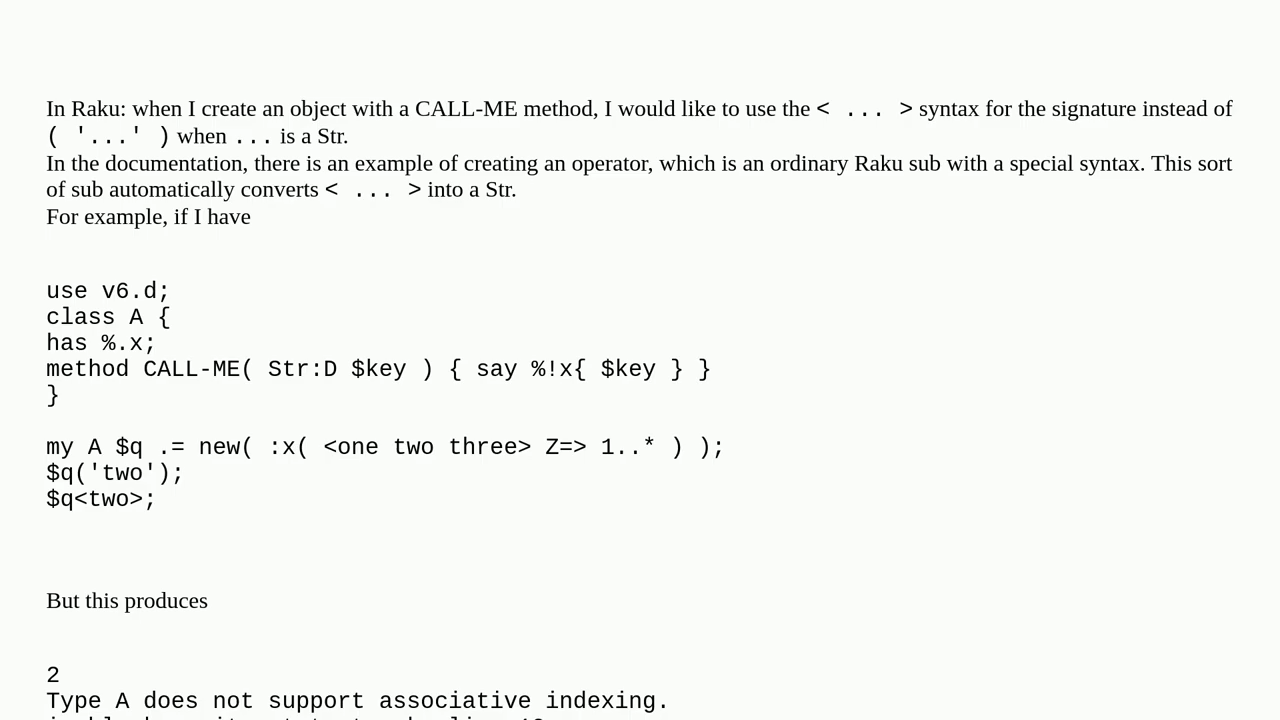 In Raku: when I create an object with a CALL-ME method, I would like to use the < ... > syntax for the signature instead of
( '...' ) when ... is a Str.
In the documentation, there is an example of creating an operator, which is an ordinary Raku sub with a special syntax. This sort
of sub automatically converts < ... > into a Str.
For example, if I have
use v6.d;
class A {
has %.x;
method CALL-ME( Str:D $key ) { say %!x{ $key } }
}
my A $q .= new( :x( <one two three> Z=> 1..* ) );
$q('two');
$q<two>;
But this produces
2
Type A does not support associative indexing.